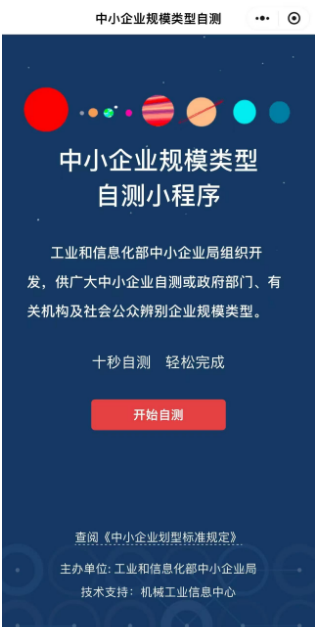 中小企业规模类型自测
中小企业规模类型
自测小程序
工业和信息化部中小企业局组织开
发，供广大中小企业自测或政府部门、有
关机构及社会公众辨别企业规模类型。
十秒自测 轻松完成
开始自测
查阅《中小企业划型标准规定》
主办单位: 工业和信息化部中小企业局
技术支持： 机械工业信息中心